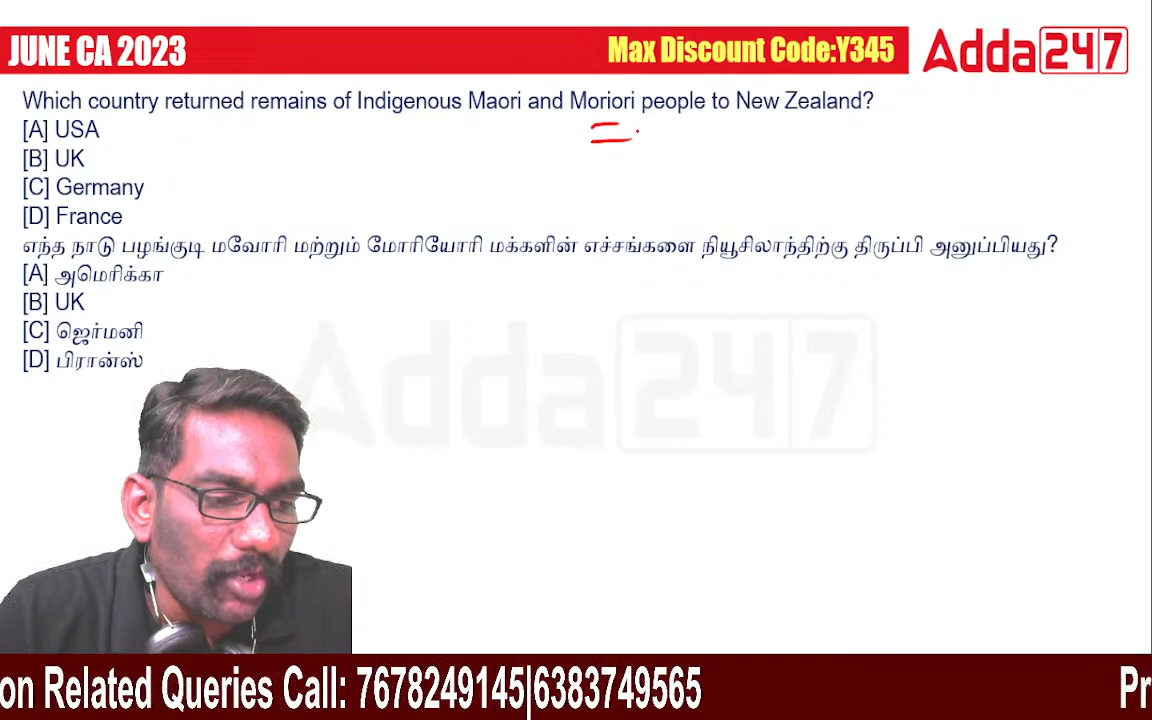 JUNE CA 2023
Max Discount Code:Y345
Adda247
Which country returned remains of Indigenous Maori and Moriori people to New Zealand?
[A] USA
[B] UK
[C] Germany
[D] France
எந்த நாடு பழங்குடி மவோரி மற்றும் மோரியோரி மக்களின் எச்சங்களை நியூசிலாந்திற்கு திருப்பி அனுப்பியது?
[A] அமெரிக்கா
[B] UK
[C] ஜெர்மனி
[D] பிரான்ஸ்
Adda247
on Related Queries Call: 7678249145|6383749565
Pr